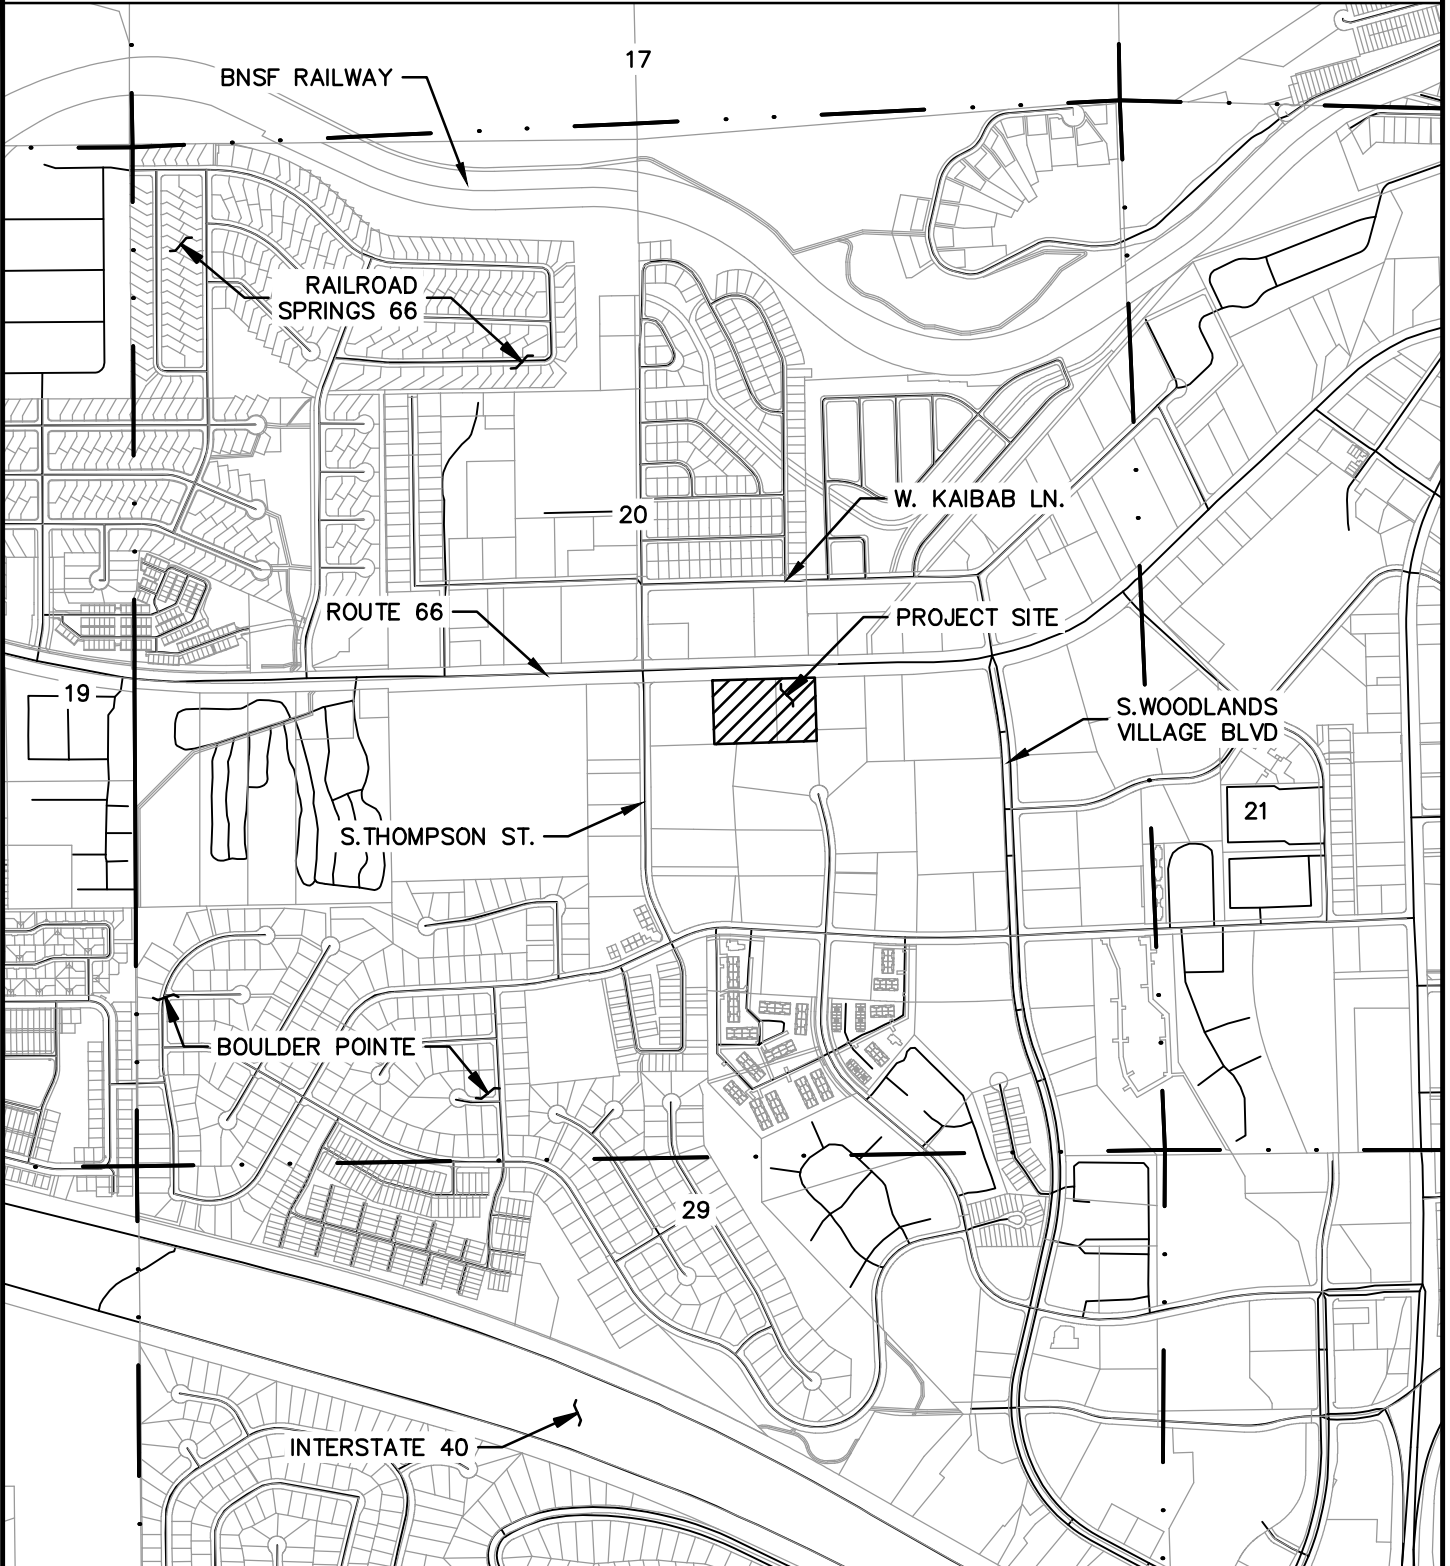 17
BNSF RAILWAY
RAILROAD
SPRINGS 66
W. KAIBAB LN.
20
ROUTE 66
PROJECT SITE
19
S.WOODLANDS
VILLAGE BLVD
21
S.THOMPSON ST.
BOULDER POINTE
29
INTERSTATE 40